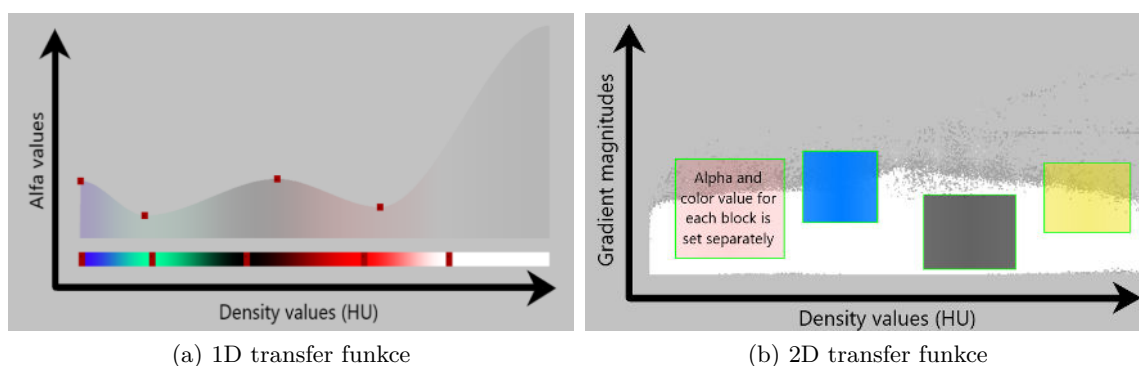 Alfa values
Density values (HU)
(a) 1D transfer funkce
Gradient magnitudes
Alpha and
color value for
each block is
set separately
Density values (HU)
(b) 2D transfer funkce